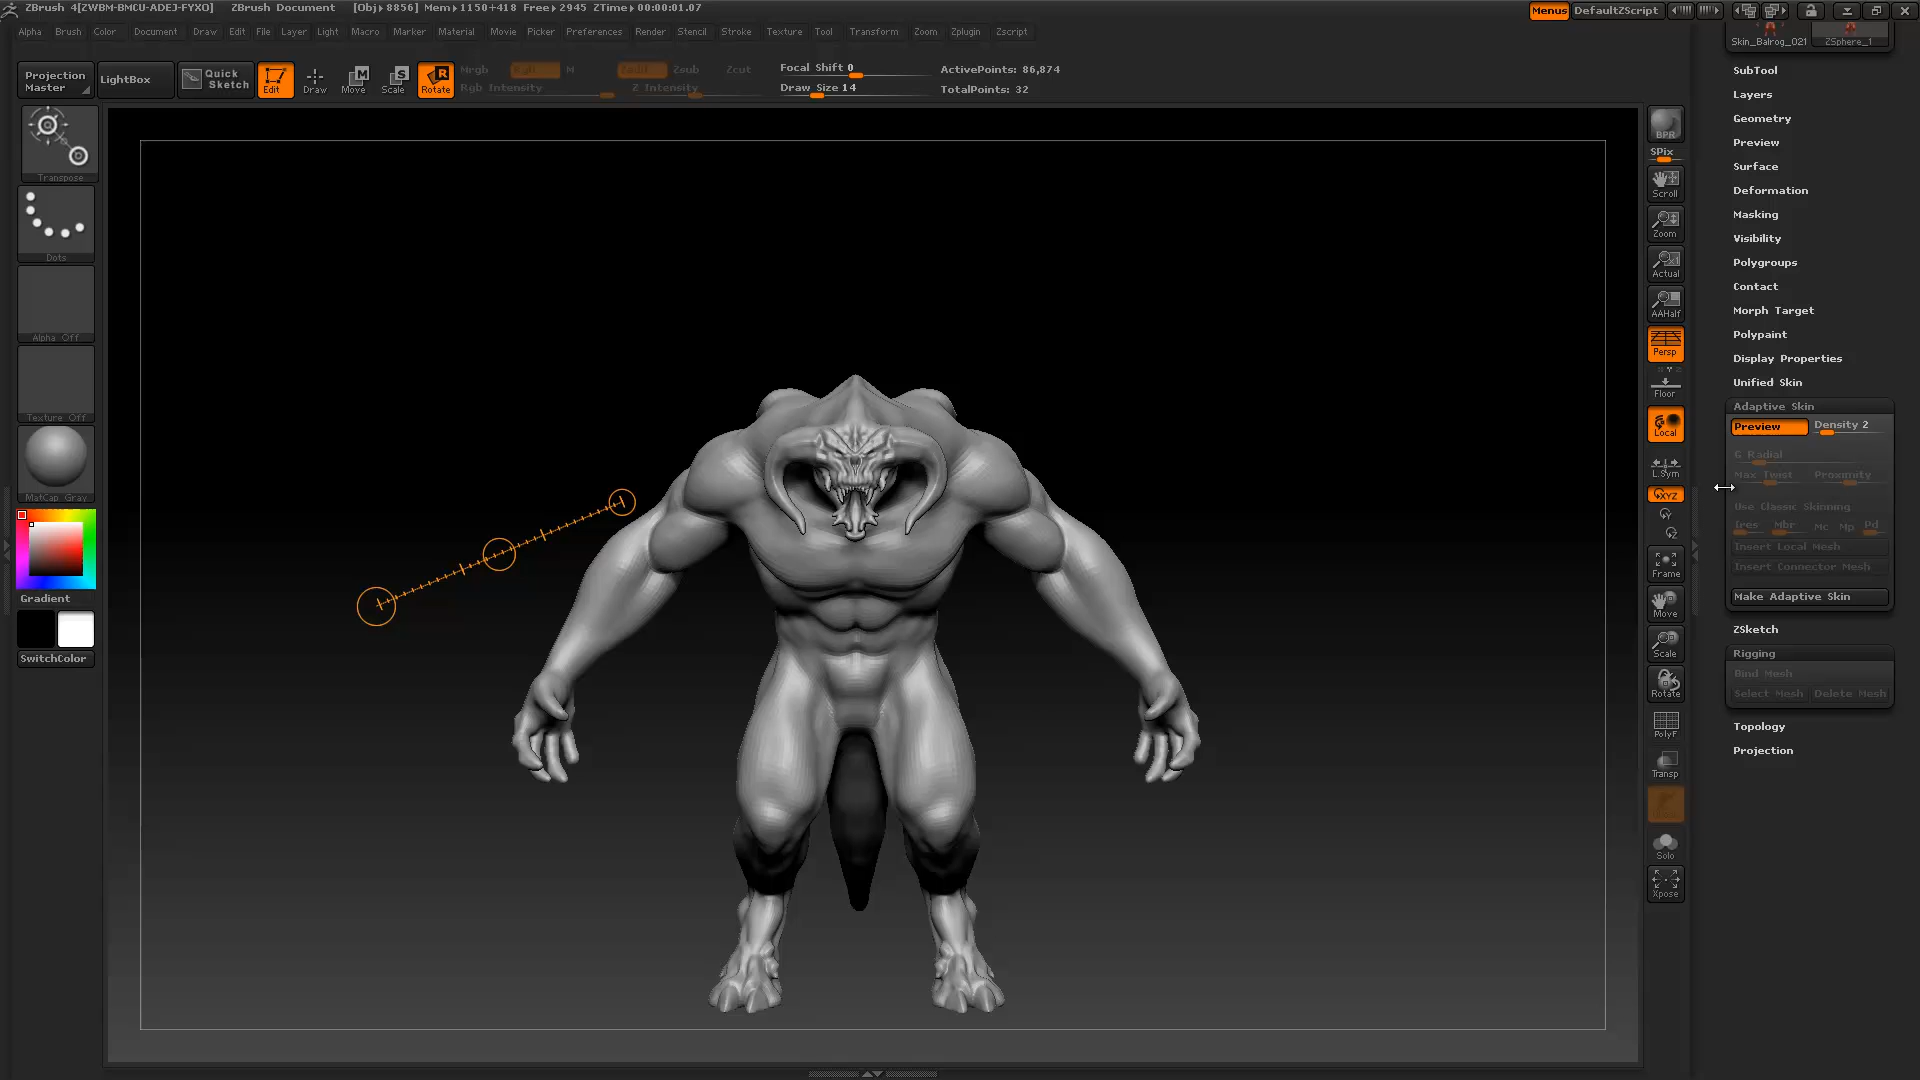 ZBrush 4[ZWBM-BMCU-ADEJ-FYXO] ZBrush Document [Obj▸8856] Mem▸1150+418 Free▸2945 ZTime▸00:00:01.07 Menus DefaultZScript
Alpha Brush Color Document Draw Edit File Layer Light Macro Marker Material Movie Picker Preferences Render Stencil Stroke Texture Tool Transform Zoom Zplugin Zscript
Skin_Balrog_021 ZSphere_1
Projection Master
LightBox
Quick Sketch
Edit
Draw
Move
Scale
Rotate
Mrgb Rgb M
Rgb Intensity
Zadd Zsub Zcut
Z Intensity
Focal Shift 0
Draw Size 14
ActivePoints: 86,874
TotalPoints: 32
Transpose
Dots
Alpha Off
Texture Off
MatCap Gray
Gradient
SwitchColor
BPR
SPix
Scroll
Zoom
Actual
AAHalf
Persp
Floor
Local
L.Sym
XYZ
Y
Z
Frame
Move
Scale
Rotate
PolyF
Transp
Solo
Xpose
SubTool
Layers
Geometry
Preview
Surface
Deformation
Masking
Visibility
Polygroups
Contact
Morph Target
Polypaint
Display Properties
Unified Skin
Adaptive Skin
Preview Density 2
G Radial
Max Twist Proximity
Use Classic Skinning
Ires Mbr Mc Mp Pd
Insert Local Mesh
Insert Connector Mesh
Make Adaptive Skin
ZSketch
Rigging
Bind Mesh
Select Mesh Delete Mesh
Topology
Projection